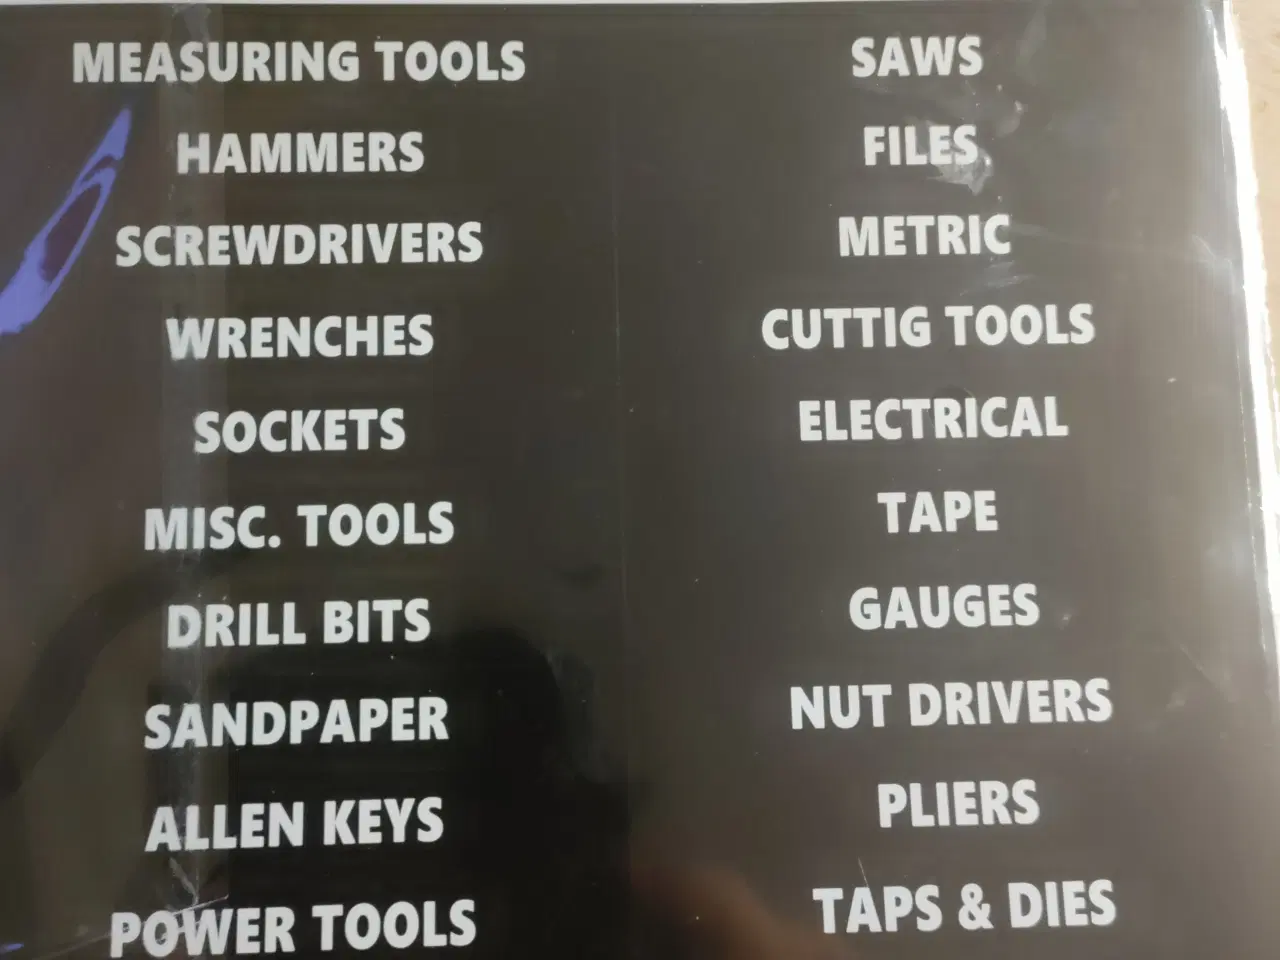 MEASURING TOOLS
HAMMERS
SCREWDRIVERS
WRENCHES
SOCKETS
MISC. TOOLS
DRILL BITS
SANDPAPER
ALLEN KEYS
POWER TOOLS
SAWS
FILES
METRIC
CUTTIG TOOLS
ELECTRICAL
TAPE
GAUGES
NUT DRIVERS
PLIERS
TAPS & DIES